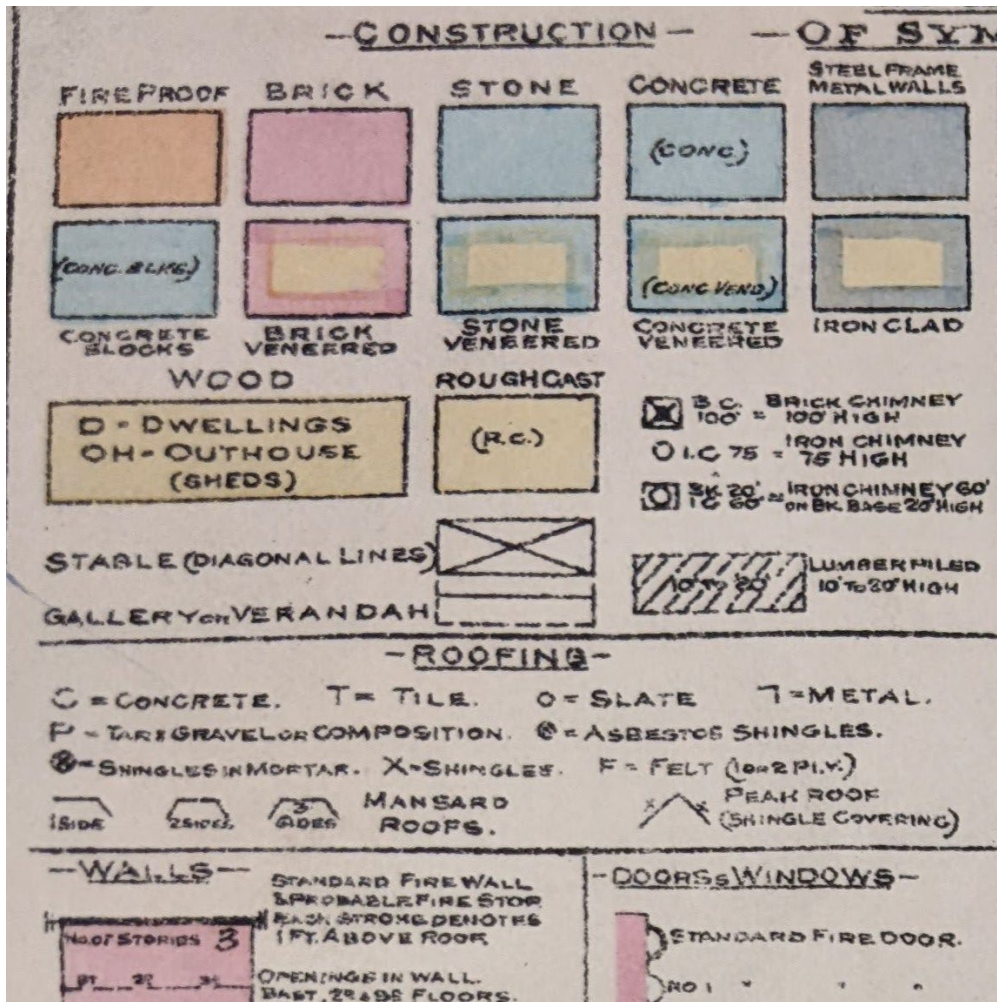 -CONSTRUCTION-
-OF SYM
FIREPROOF BRICK STONE CONCRETE STEEL FRAME
METAL WALLS
(CONC)
(CONC. BLKS.)
(CONC VEND)
CONCRETE
BLOCKS
BRICK
VENEERED
STONE
VENEERED
CONCRETE
VENEERED
IRON CLAD
WOOD
D - DWELLINGS
OH - OUTHOUSE
(SHEDS)
ROUGHCAST
(R.C.)
B.C. BRICK CHIMNEY
100' = 100' HIGH
I.C 75 = IRON CHIMNEY
75 HIGH
BK 20' = IRON CHIMNEY 60'
IC 60' ON BK. BASE 20' HIGH
STABLE (DIAGONAL LINES)
GALLERY OR VERANDAH
10 TO 20'
LUMBER PILED
10' TO 20' HIGH
-ROOFING-
C = CONCRETE. T = TILE. O = SLATE ㄱ = METAL.
P = TAR & GRAVEL OR COMPOSITION. = ASBESTOS SHINGLES.
= SHINGLES IN MORTAR. X = SHINGLES. F = FELT (1 OR 2 PLY.)
1 SIDE
2 SIDES
3 SIDES
MANSARD
ROOFS.
PEAK ROOF
(SHINGLE COVERING)
-WALLS-
STANDARD FIRE WALL
& PROBABLE FIRE STOP
EACH STROKE DENOTES
1 FT. ABOVE ROOF
NO. OF STORIES 3
OPENINGS IN WALL.
FLOORS.
-DOORS & WINDOWS-
STANDARD FIRE DOOR.
NO 1 " " "